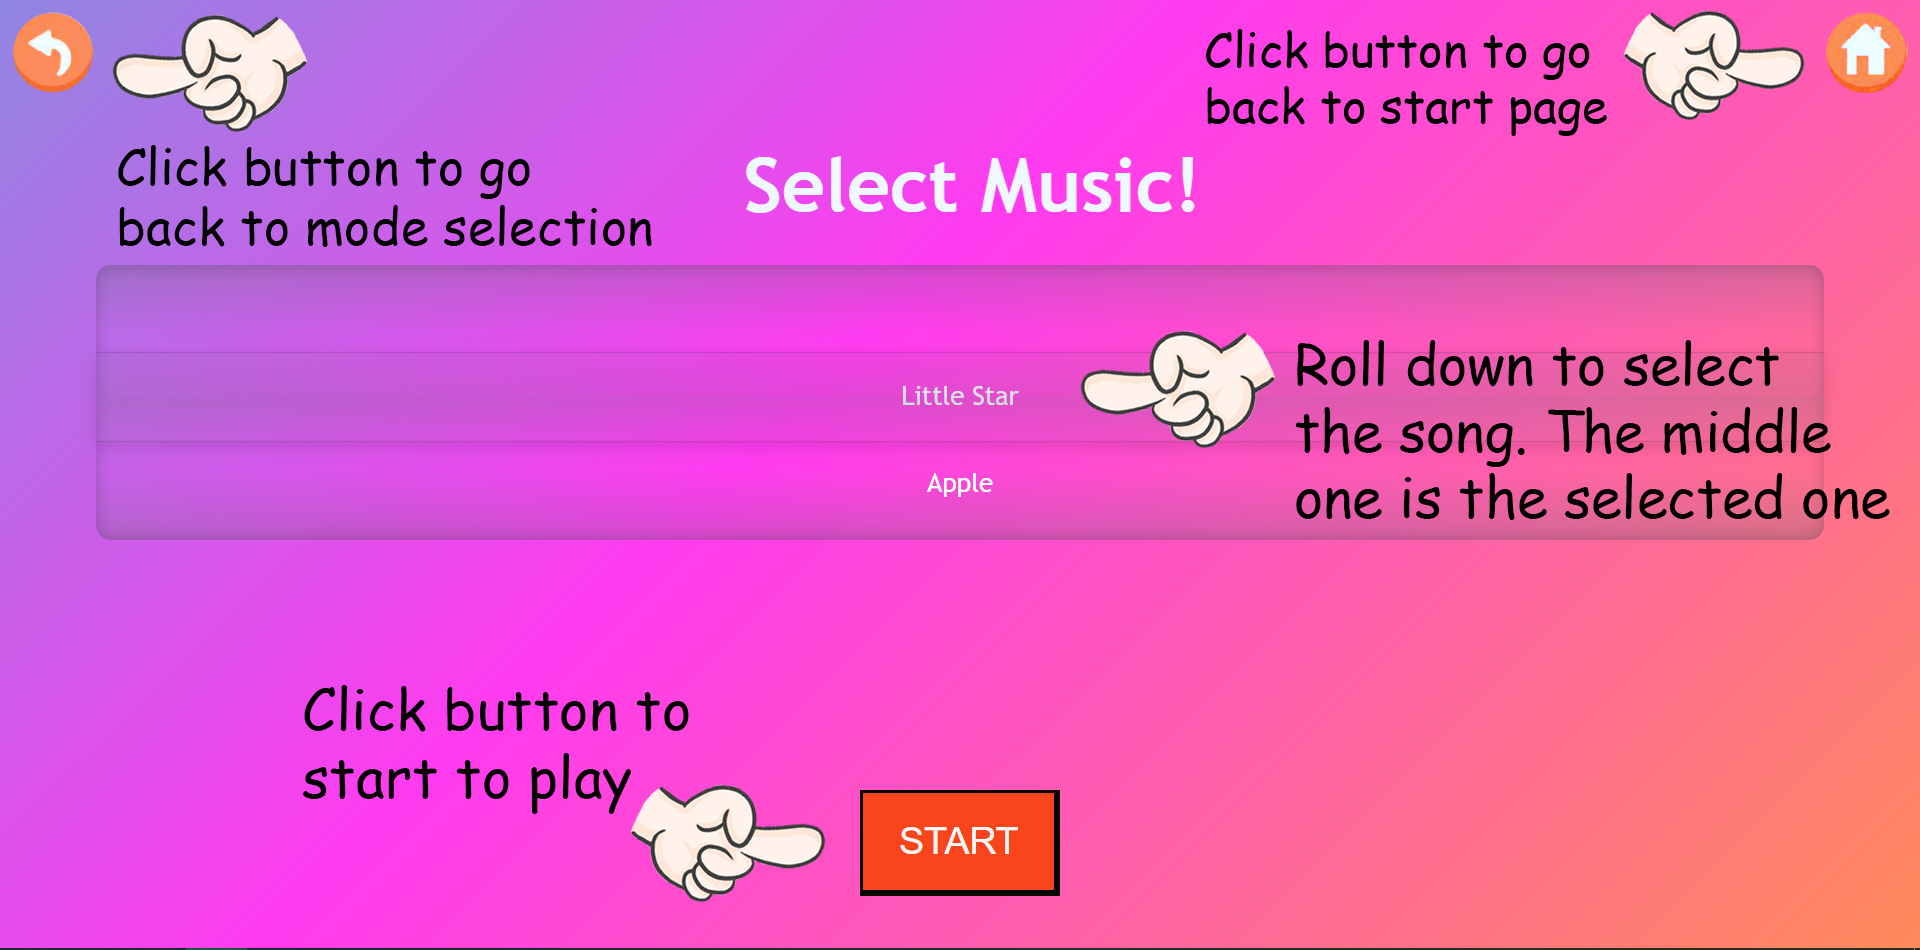 Click button to go
back to start page
Click button to go
back to mode selection
Select Music!
Little Star
Apple
Roll down to select
the song. The middle
one is the selected one
Click button to
start to play
START